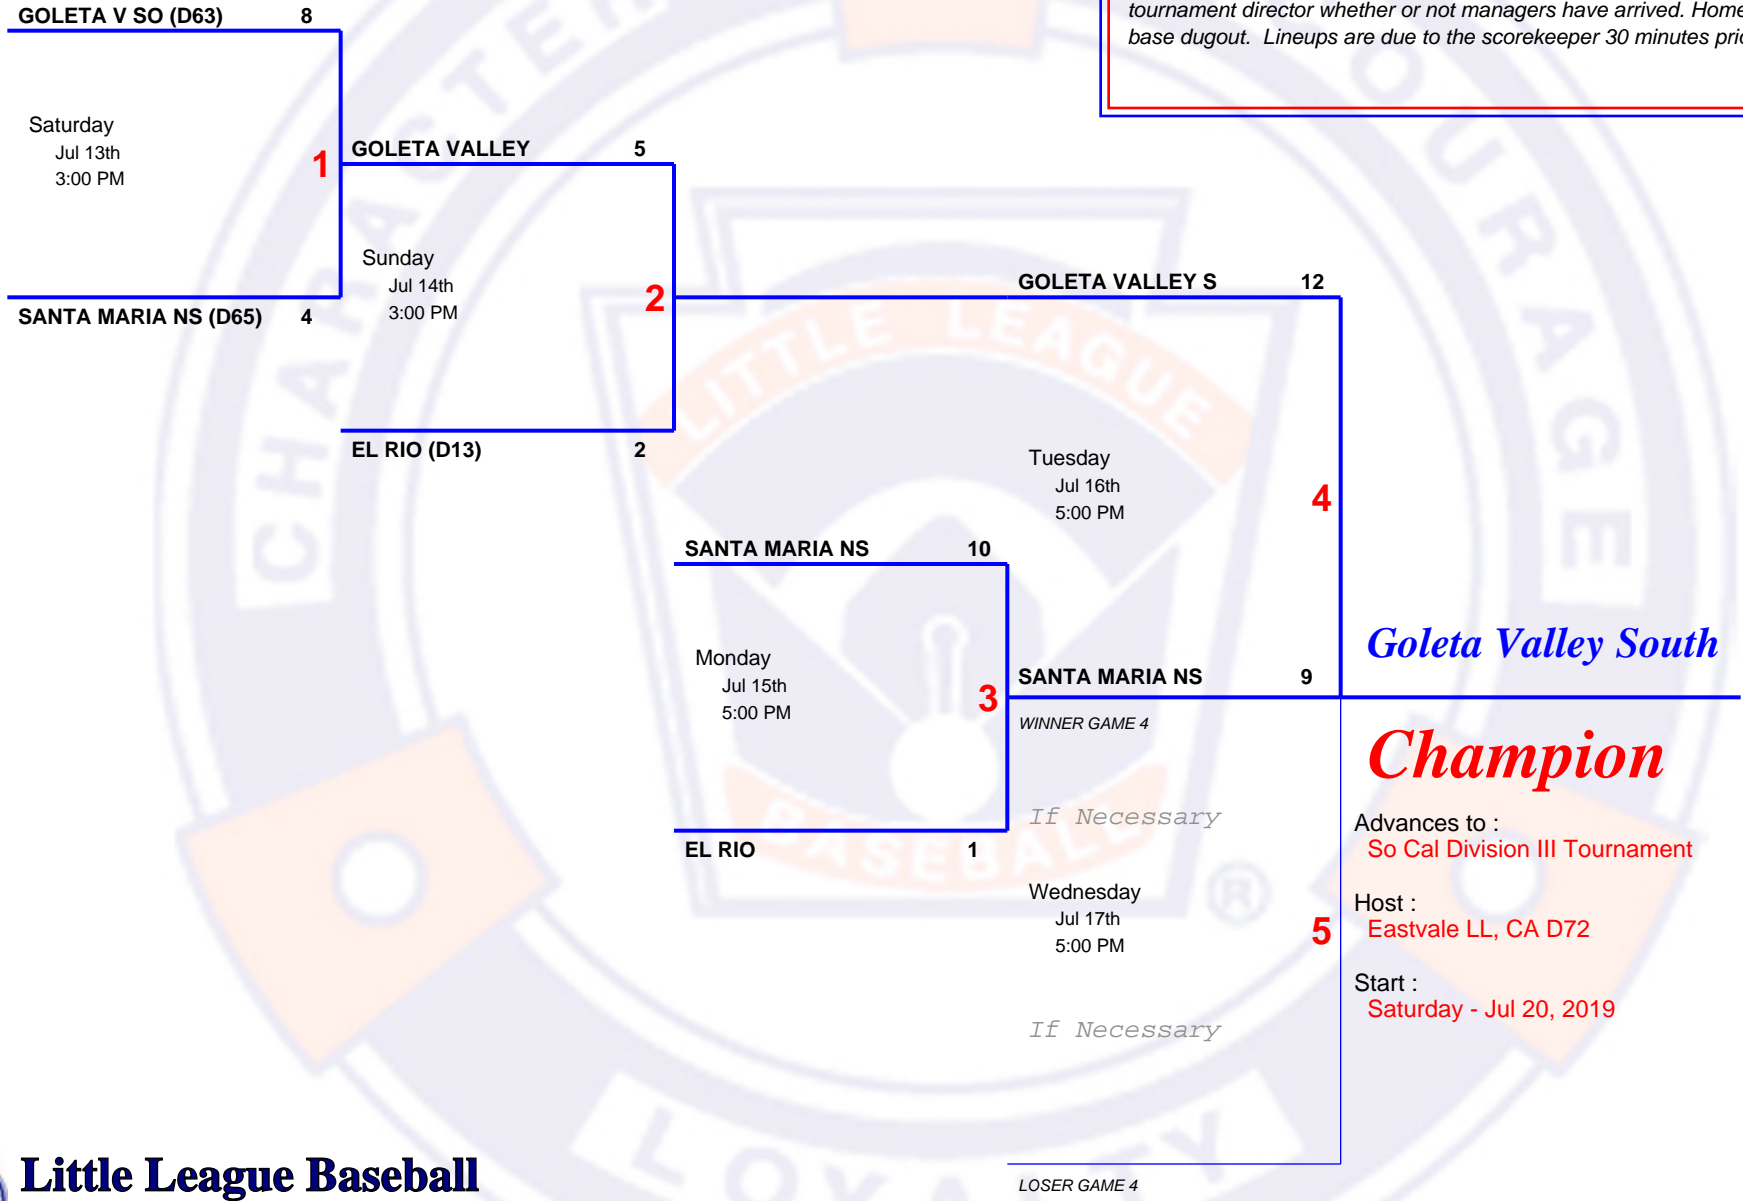 tournament director whether or not managers have arrived. Home
base dugout. Lineups are due to the scorekeeper 30 minutes
GOLETA V SO (D63) 8
Saturday
Jul 13th
3:00 PM
1
SANTA MARIA NS (D65) 4
GOLETA VALLEY 5
Sunday
Jul 14th
3:00 PM
2
EL RIO (D13) 2
GOLETA VALLEY S 12
Tuesday
Jul 16th
5:00 PM
4
SANTA MARIA NS 10
Monday
Jul 15th
5:00 PM
3
EL RIO 1
SANTA MARIA NS 9
WINNER GAME 4
If Necessary
Wednesday
Jul 17th
5:00 PM
5
If Necessary
LOSER GAME 4
Goleta Valley South
Champion
Advances to :
So Cal Division III Tournament
Host :
Eastvale LL, CA D72
Start :
Saturday - Jul 20, 2019
Little League Baseball
CHARACTER
COURAGE
LOYALTY
LITTLE LEAGUE
BASEBALL
®